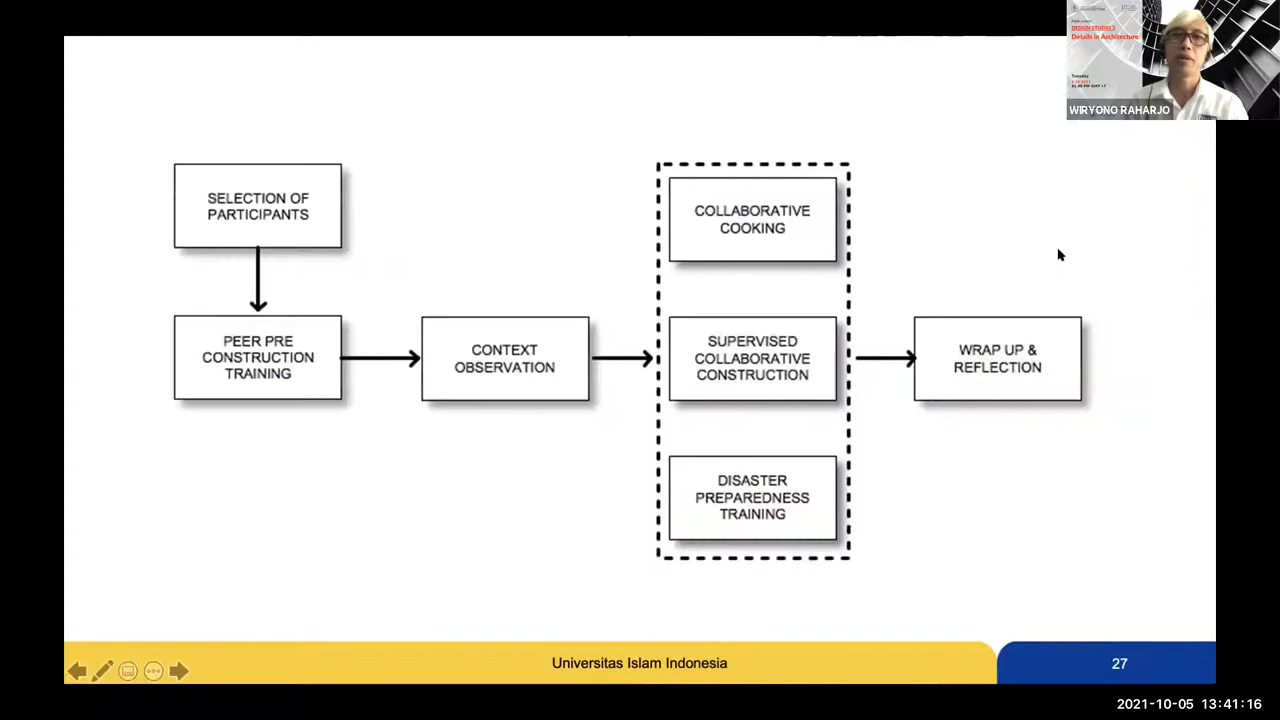 DESIGN STUDIO 3
Details in Architecture
Tuesday
WIRYONO RAHARJO
SELECTION OF
PARTICIPANTS
COLLABORATIVE
COOKING
PEER PRE
CONSTRUCTION
TRAINING
CONTEXT
OBSERVATION
SUPERVISED
COLLABORATIVE
CONSTRUCTION
WRAP UP &
REFLECTION
DISASTER
PREPAREDNESS
TRAINING
Universitas Islam Indonesia
27
2021-10-05 13:41:16